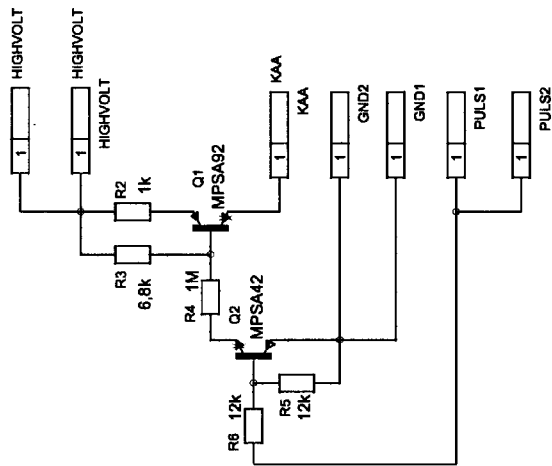 HIGHVOLT
HIGHVOLT
HIGHVOLT
KAA
KAA
GND2
GND1
PULS1
PULS2
1
1
1
1
1
1
1
R2
1k
Q1
MPSA92
R3
6,8k
R4
1M
Q2
MPSA42
R5
12k
R6
12k